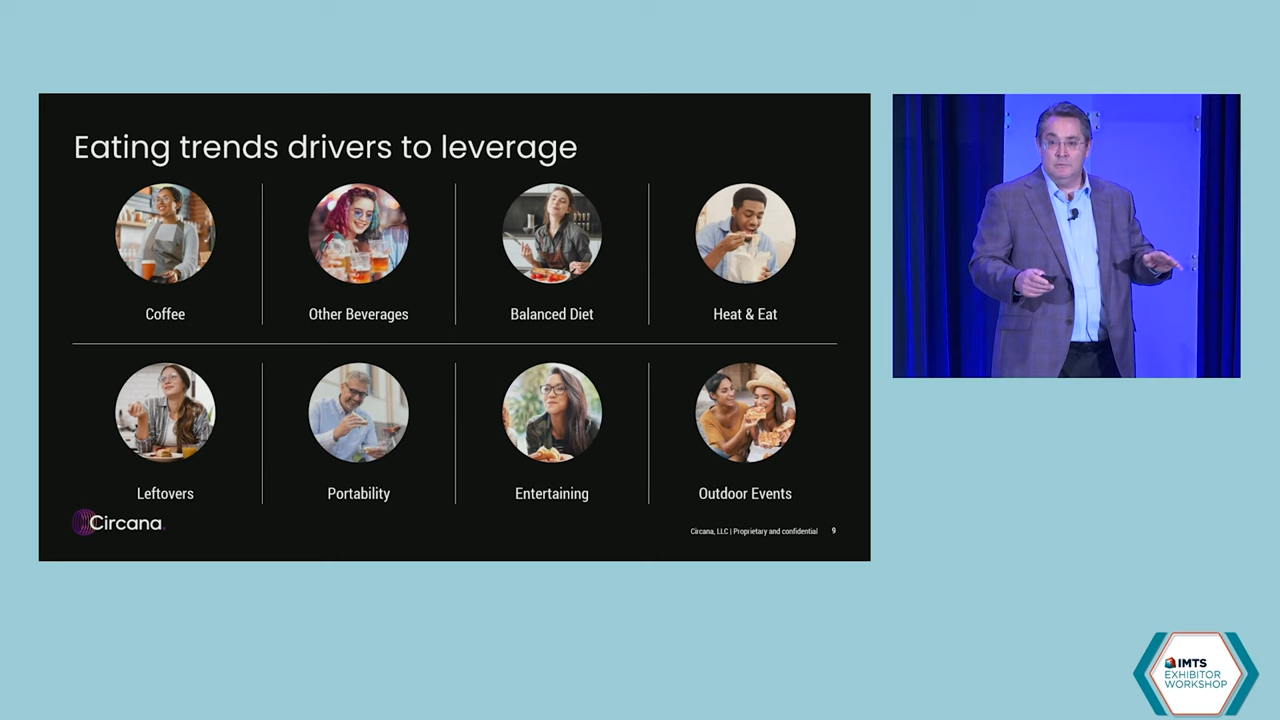 Eating trends drivers to leverage
Coffee
Other Beverages
Balanced Diet
Heat & Eat
Leftovers
Portability
Entertaining
Outdoor Events
Circana.
Circana, LLC | Proprietary and confidential
9
IMTS
EXHIBITOR
WORKSHOP